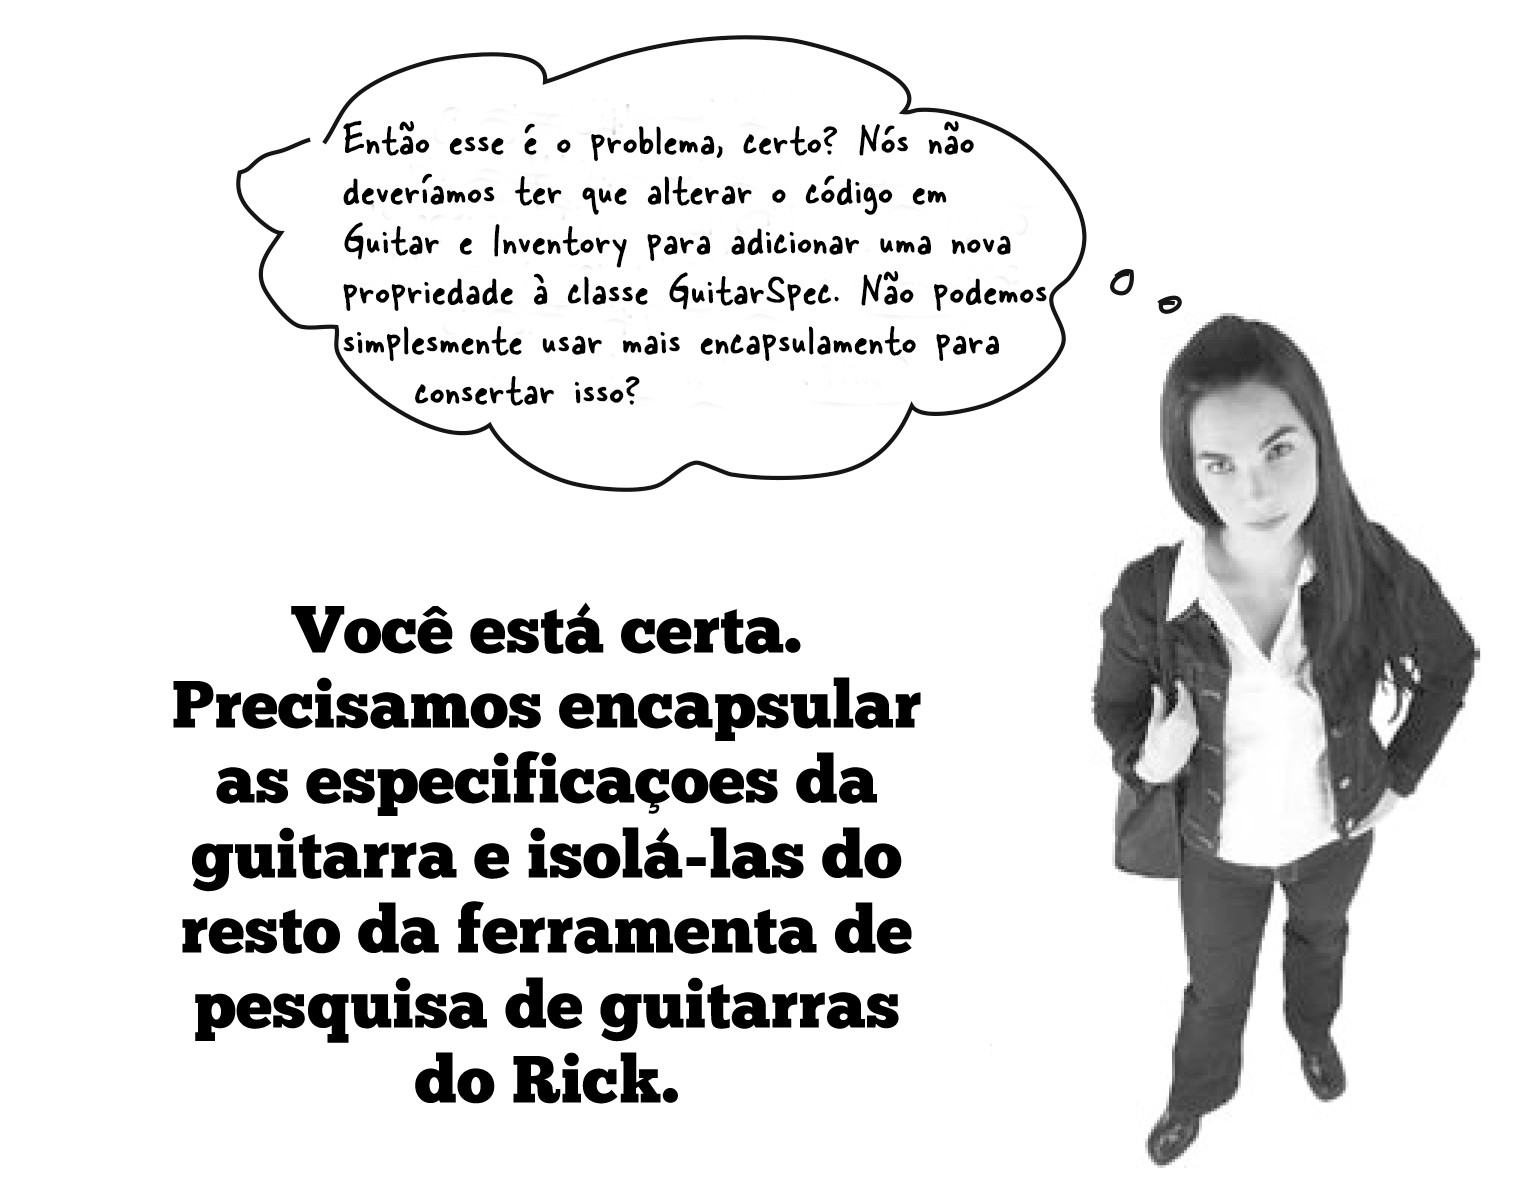 Então esse é o problema, certo? Nós não
deveríamos ter que alterar o código em
Guitar e Inventory para adicionar uma nova
propriedade à classe GuitarSpec. Não podemos
simplesmente usar mais encapsulamento para
consertar isso?
Você está certa.
Precisamos encapsular
as especificaçoes da
guitarra e isolá-las do
resto da ferramenta de
pesquisa de guitarras
do Rick.